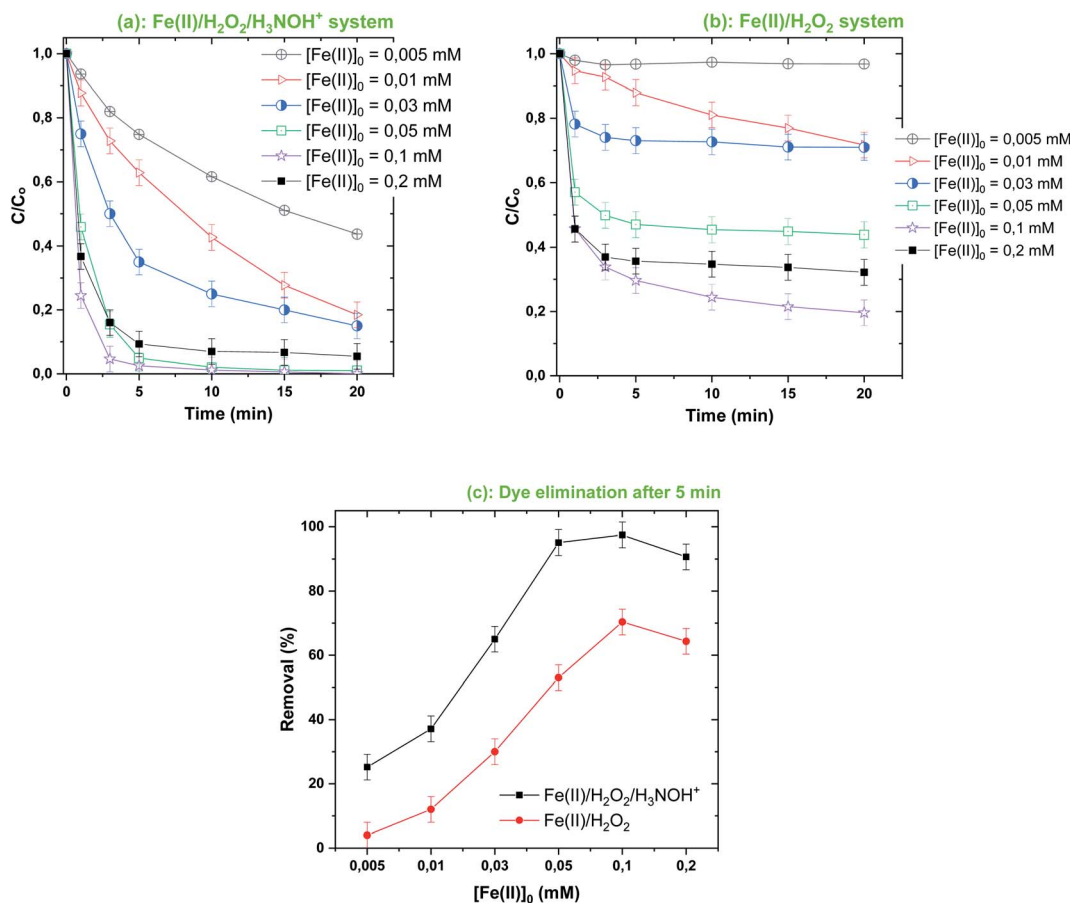 (a): Fe(II)/H₂O₂/H₃NOH⁺ system
1,0
0,8
0,6
0,4
0,2
0,0
C/Cₒ
0 5 10 15 20
Time (min)
[Fe(II)]₀ = 0,005 mM
[Fe(II)]₀ = 0,01 mM
[Fe(II)]₀ = 0,03 mM
[Fe(II)]₀ = 0,05 mM
[Fe(II)]₀ = 0,1 mM
[Fe(II)]₀ = 0,2 mM
(b): Fe(II)/H₂O₂ system
1,0
0,8
0,6
0,4
0,2
0,0
C/Cₒ
0 5 10 15 20
Time (min)
[Fe(II)]₀ = 0,005 mM
[Fe(II)]₀ = 0,01 mM
[Fe(II)]₀ = 0,03 mM
[Fe(II)]₀ = 0,05 mM
[Fe(II)]₀ = 0,1 mM
[Fe(II)]₀ = 0,2 mM
(c): Dye elimination after 5 min
100
80
60
40
20
0
Removal (%)
Fe(II)/H₂O₂/H₃NOH⁺
Fe(II)/H₂O₂
0,005 0,01 0,03 0,05 0,1 0,2
[Fe(II)]₀ (mM)